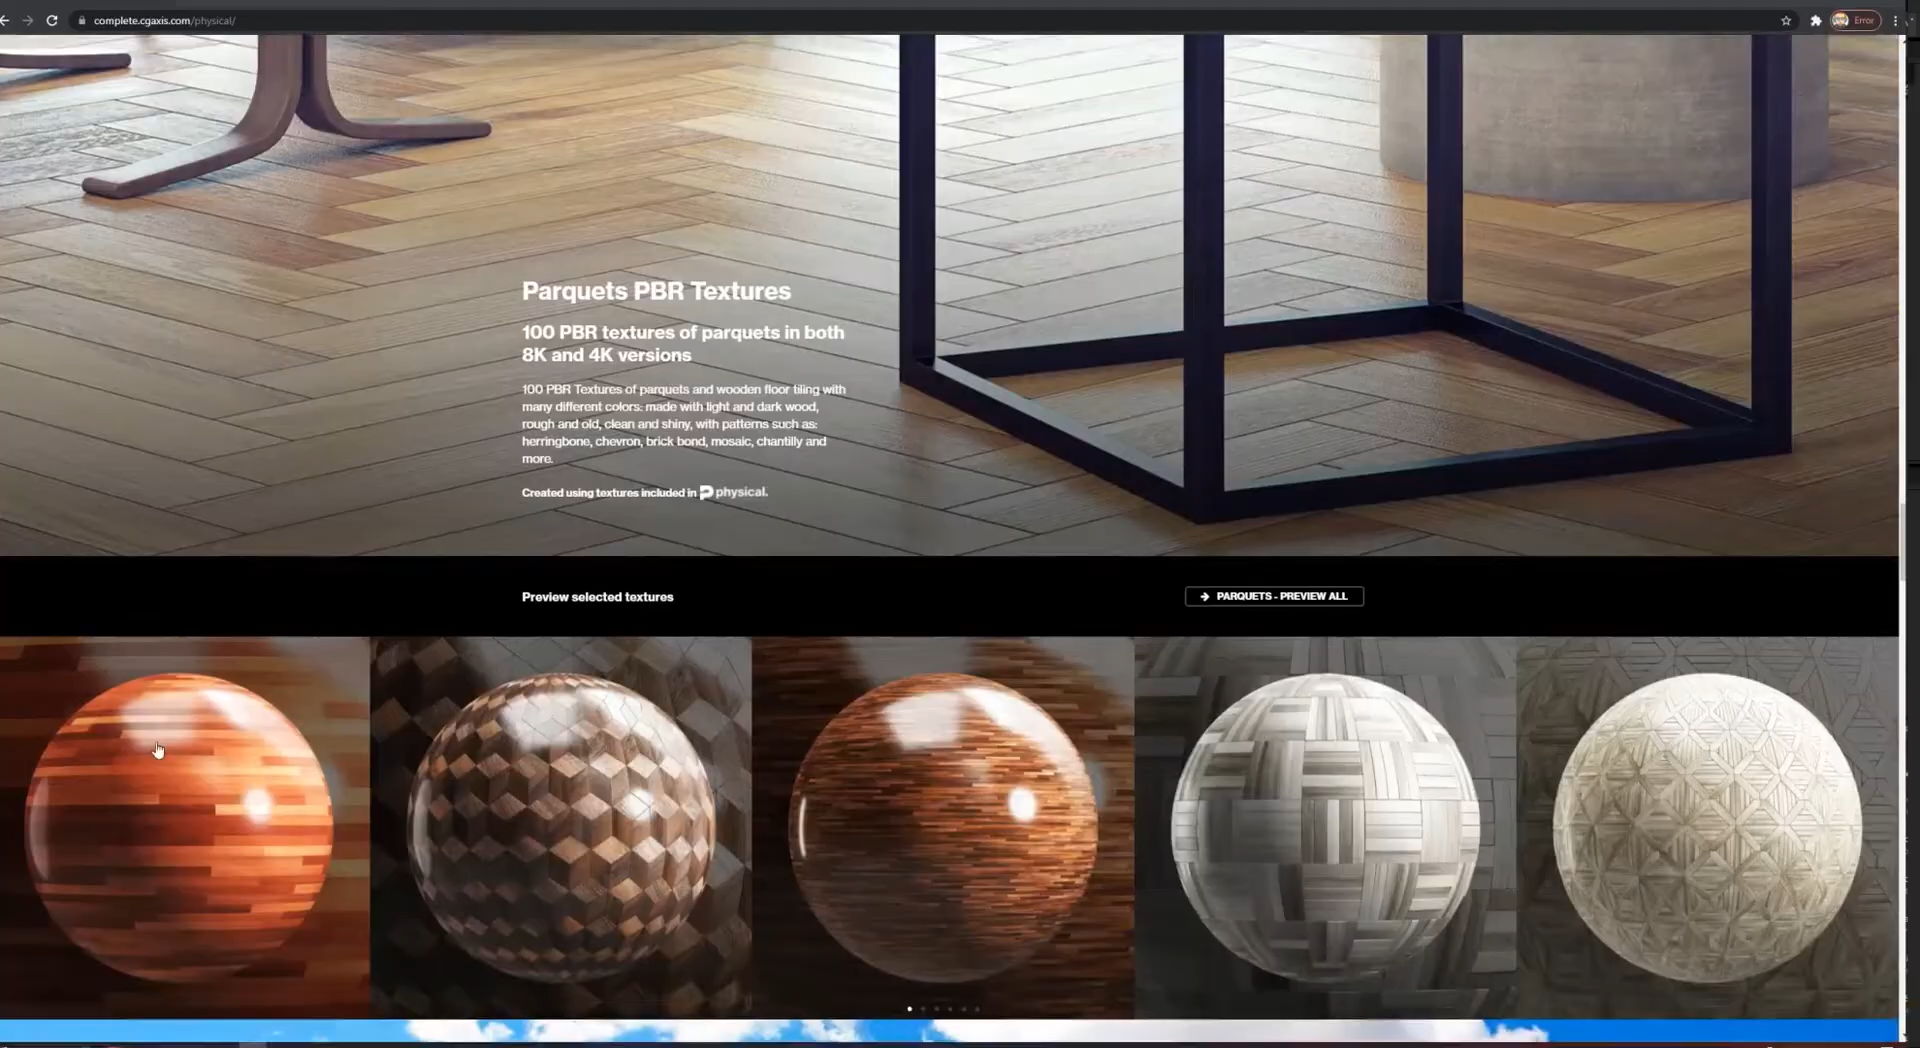 complete.cgaxis.com/physical/
Error
Parquets PBR Textures
100 PBR textures of parquets in both
8K and 4K versions
100 PBR Textures of parquets and wooden floor tiling with
many different colors: made with light and dark wood,
rough and old, clean and shiny, with patterns such as:
herringbone, chevron, brick bond, mosaic, chantilly and
more.
Created using textures included in physical.
Preview selected textures
PARQUETS - PREVIEW ALL